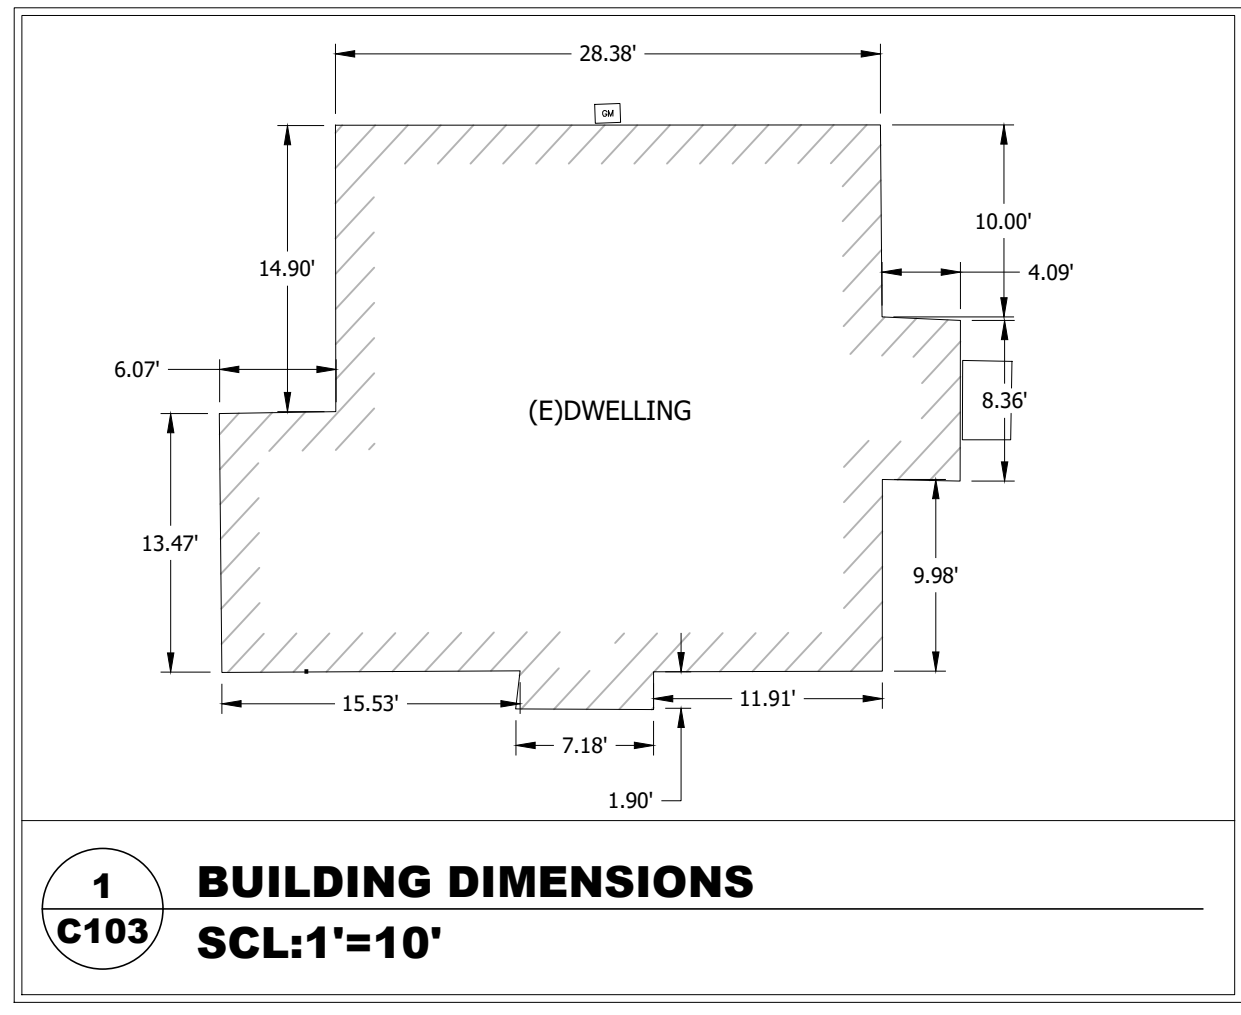 28.38'
GM
10.00'
14.90'
4.09'
6.07'
8.36'
(E)DWELLING
13.47'
9.98'
15.53'
11.91'
7.18'
1.90'
1
C103
BUILDING DIMENSIONS
SCL:1'=10'